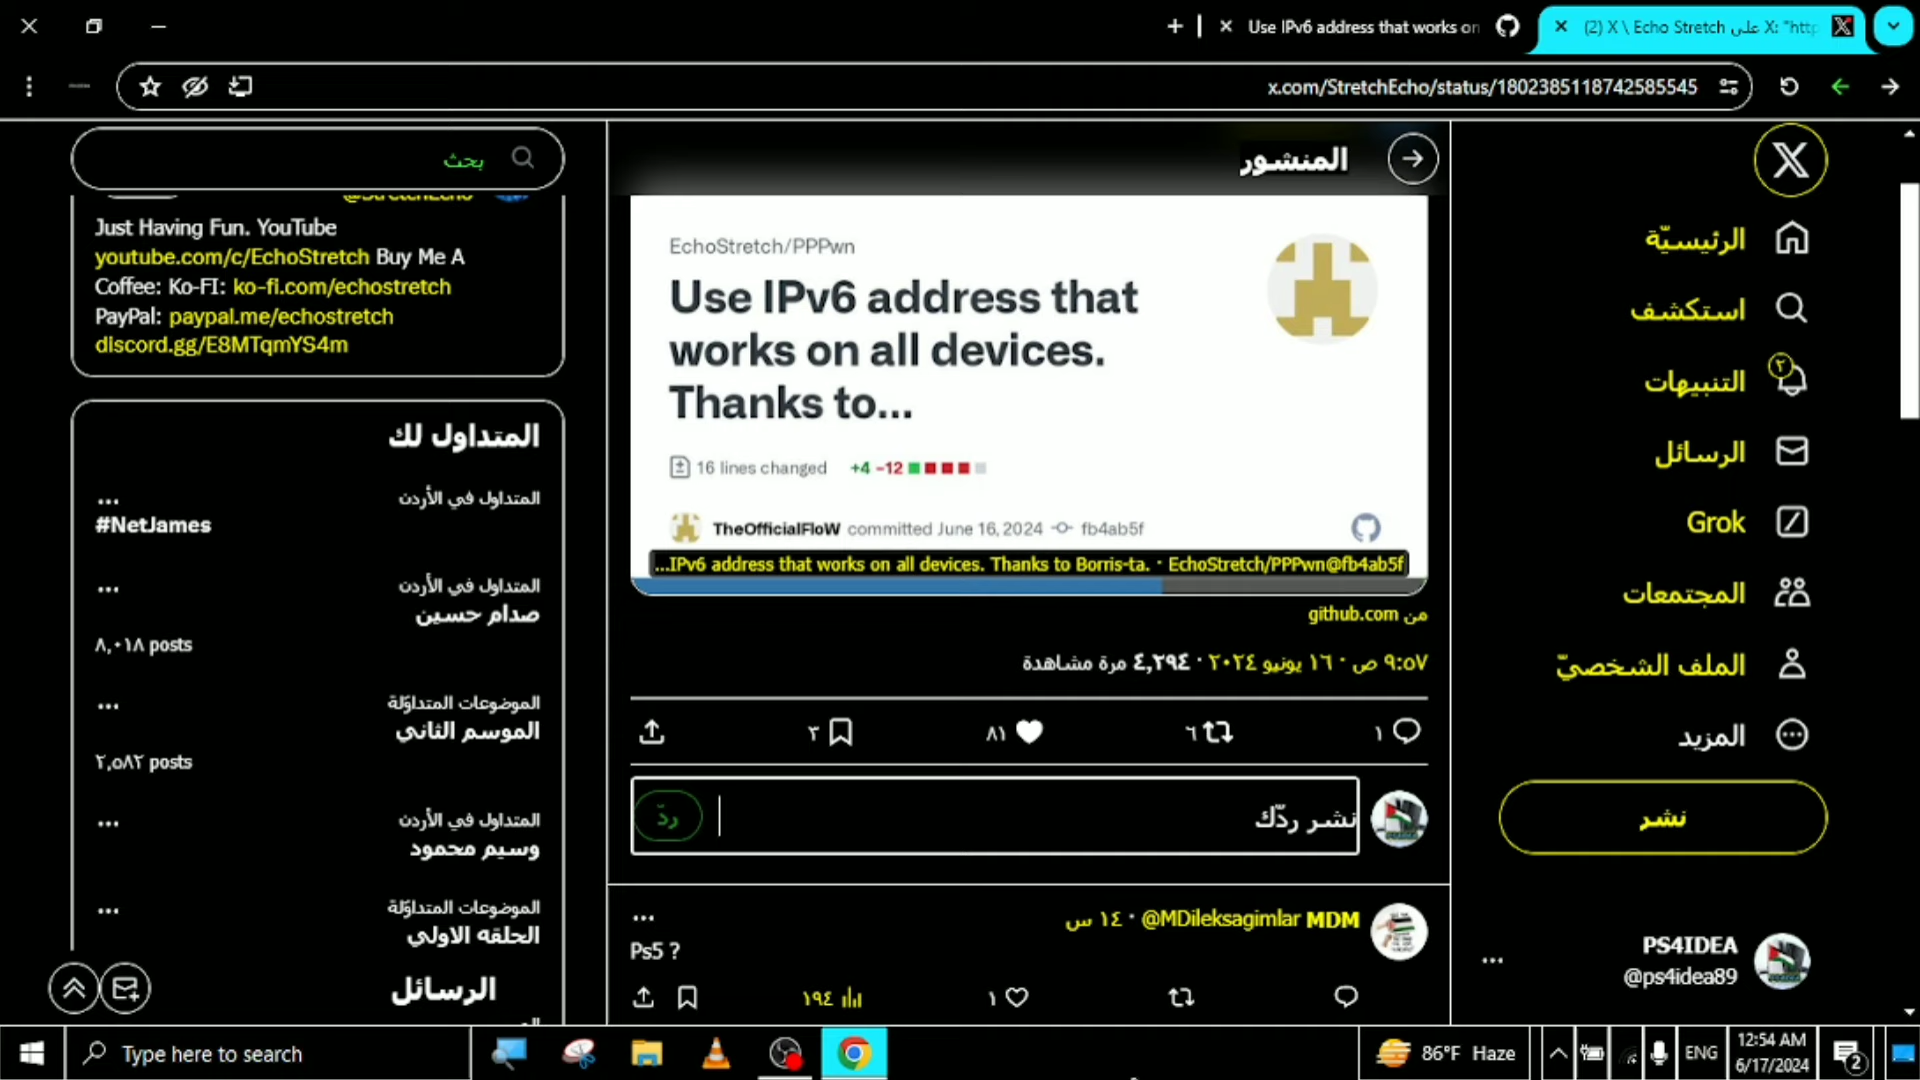 Use IPv6 address that works on
(2) X \ Echo Stretch على X: "http
x.com/StretchEcho/status/1802385118742585545
بحث
@StretchEcho
Just Having Fun. YouTube
youtube.com/c/EchoStretch Buy Me A
Coffee: Ko-FI: ko-fi.com/echostretch
PayPal: paypal.me/echostretch
discord.gg/E8MTqmYS4m
المتداول لك
المتداول في الأردن
#NetJames
المتداول في الأردن
صدام حسين
٨,٠١٨ posts
الموضوعات المتداوّلة
الموسم الثاني
٢,٥٨٢ posts
المتداول في الأردن
وسيم محمود
الموضوعات المتداوّلة
الحلقه الاولي
الرسائل
المنشور
EchoStretch/PPPwn
Use IPv6 address that
works on all devices.
Thanks to...
16 lines changed +4 -12
TheOfficialFloW committed June 16, 2024 fb4ab5f
...IPv6 address that works on all devices. Thanks to Borris-ta. · EchoStretch/PPPwn@fb4ab5f
من github.com
٩:٥٧ ص · ١٦ يونيو ٢٠٢٤ · ٤,٢٩٤ مرة مشاهدة
١
٦
٨١
٣
نشر ردّك
ردّ
MDM @MDileksagimlar · ١٤ س
Ps5 ?
١
١٩٤
الرئيسيّة
استكشف
٢
التنبيهات
الرسائل
Grok
المجتمعات
الملف الشخصيّ
المزيد
نشر
PS4IDEA
@ps4idea89
Type here to search
86°F Haze
ENG
12:54 AM
6/17/2024
2